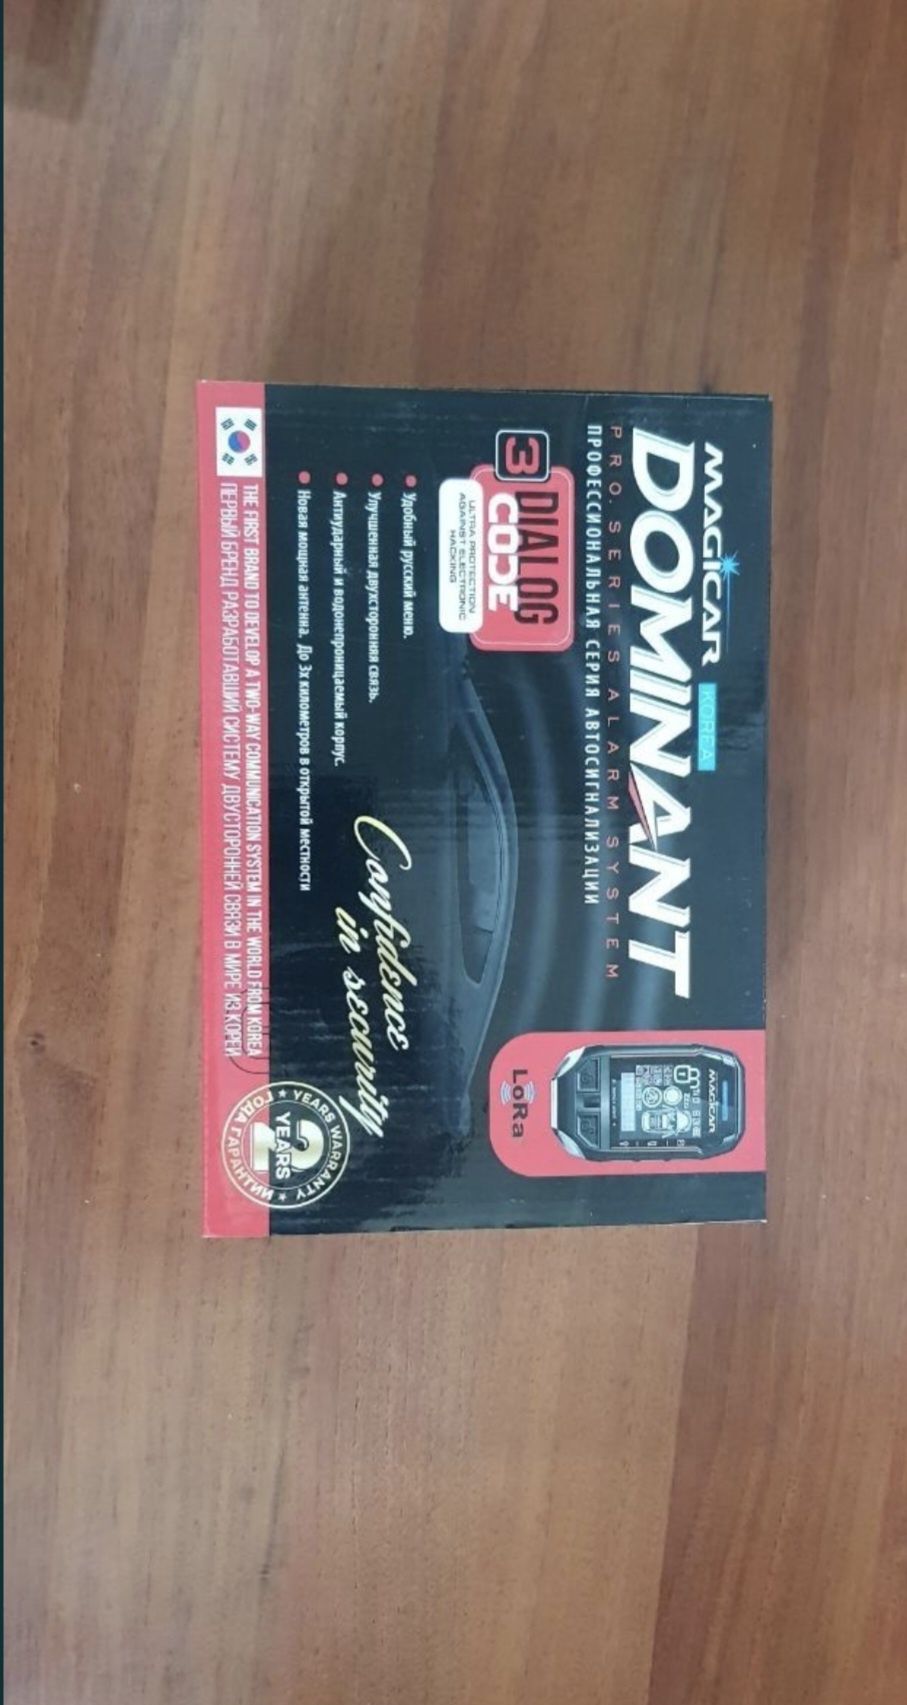 MAGICAR KOREA
DOMINANT
PRO. SERIES ALARM SYSTEM
ПРОФЕССИОНАЛЬНАЯ СЕРИЯ АВТОСИГНАЛИЗАЦИИ
MAGICAR
LoRa
3 DIALOG
CODE
ULTRA PROTECTION
AGAINST ELECTRONIC
HACKING
Удобный русский меню.
Улучшенная двухсторонняя связь.
Антиударный и водонепроницаемый корпус.
Новая мощная антенна. До 3х километров в открытой местности
Confidence
in security
THE FIRST BRAND TO DEVELOP A TWO-WAY COMMUNICATION SYSTEM IN THE WORLD FROM KOREA
ПЕРВЫЙ БРЕНД РАЗРАБОТАВШИЙ СИСТЕМУ ДВУСТОРОННЕЙ СВЯЗИ В МИРЕ ИЗ КОРЕИ
YEARS WARRANTY
2
YEARS
ГОДА ГАРАНТИИ